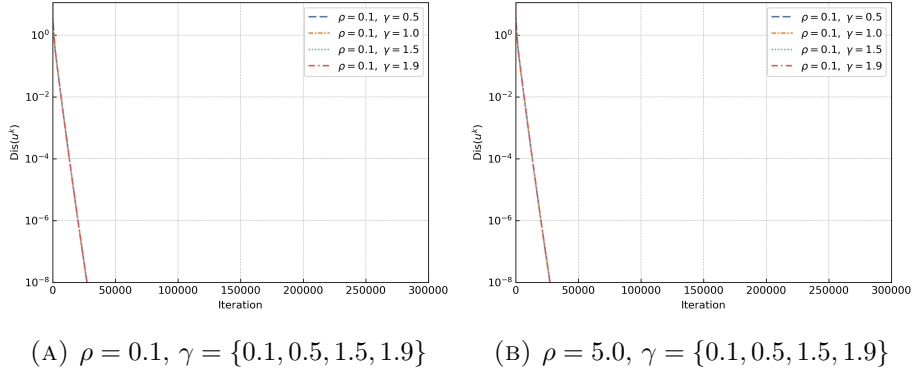 10⁰
10⁻²
10⁻⁴
10⁻⁶
10⁻⁸
Dis(uᵏ)
ρ = 0.1, γ = 0.5
ρ = 0.1, γ = 1.0
ρ = 0.1, γ = 1.5
ρ = 0.1, γ = 1.9
0 50000 100000 150000 200000 250000 300000
Iteration
(A) ρ = 0.1, γ = {0.1, 0.5, 1.5, 1.9}
10⁰
10⁻²
10⁻⁴
10⁻⁶
10⁻⁸
Dis(uᵏ)
ρ = 0.1, γ = 0.5
ρ = 0.1, γ = 1.0
ρ = 0.1, γ = 1.5
ρ = 0.1, γ = 1.9
0 50000 100000 150000 200000 250000 300000
Iteration
(B) ρ = 5.0, γ = {0.1, 0.5, 1.5, 1.9}